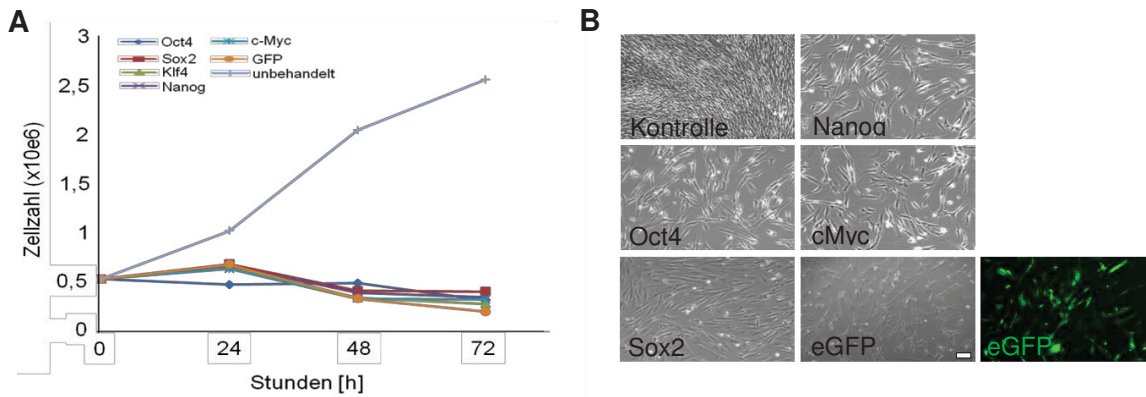 A
B
Zellzahl (x10e6)
3
2,5
2
1,5
1
0,5
0
Oct4
Sox2
Klf4
Nanog
c-Myc
GFP
unbehandelt
0 24 48 72
Stunden [h]
Kontrolle
Nanog
Oct4
cMyc
Sox2
eGFP
eGFP